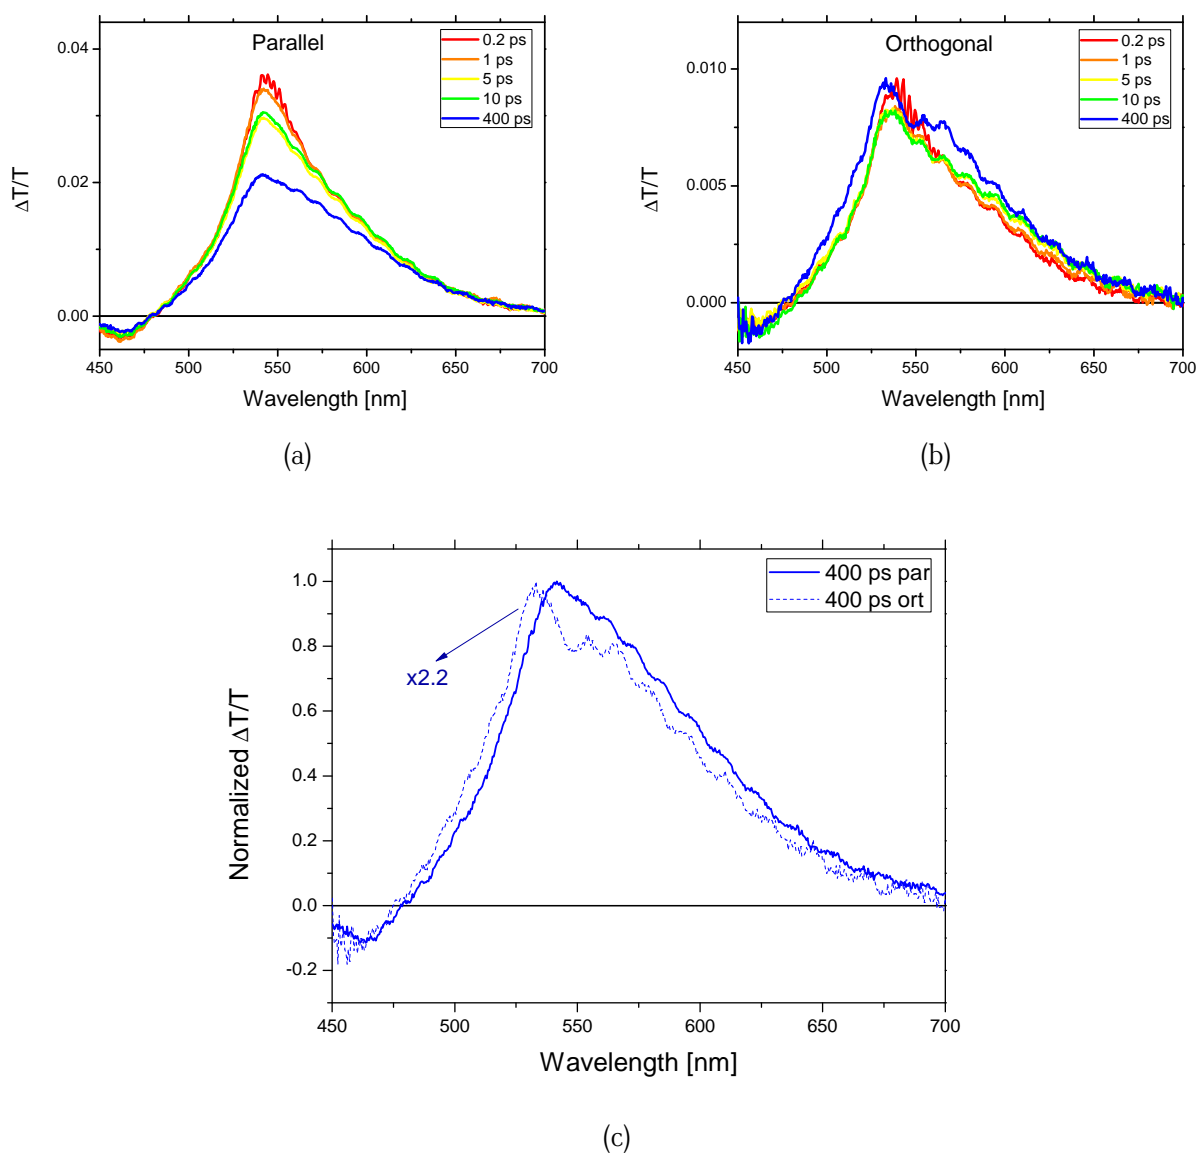 Parallel
0.2 ps
1 ps
5 ps
10 ps
400 ps
0.04
0.02
0.00
ΔT/T
450 500 550 600 650 700
Wavelength [nm]
(a)
Orthogonal
0.2 ps
1 ps
5 ps
10 ps
400 ps
0.010
0.005
0.000
ΔT/T
450 500 550 600 650 700
Wavelength [nm]
(b)
400 ps par
400 ps ort
x2.2
1.0
0.8
0.6
0.4
0.2
0.0
-0.2
Normalized ΔT/T
450 500 550 600 650 700
Wavelength [nm]
(c)